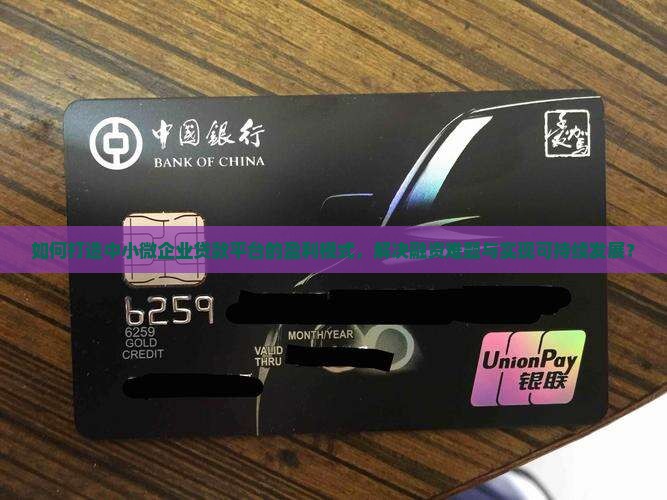 中国银行
BANK OF CHINA
爱驾
如何打造中小微企业贷款平台的盈利模式，解决融资难题与实现可持续发展？
6259
6259
GOLD
CREDIT
MONTH/YEAR
VALID
THRU
UnionPay
银联